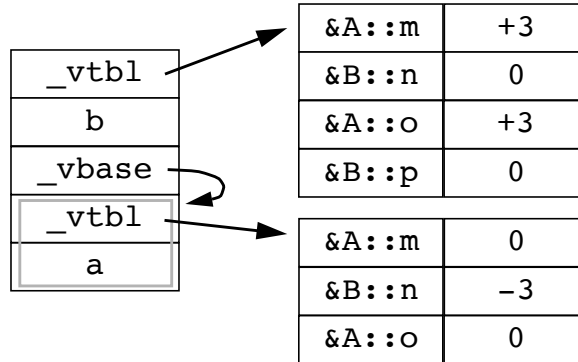 _vtbl
b
_vbase
_vtbl
a
&A::m +3
&B::n 0
&A::o +3
&B::p 0
&A::m 0
&B::n −3
&A::o 0